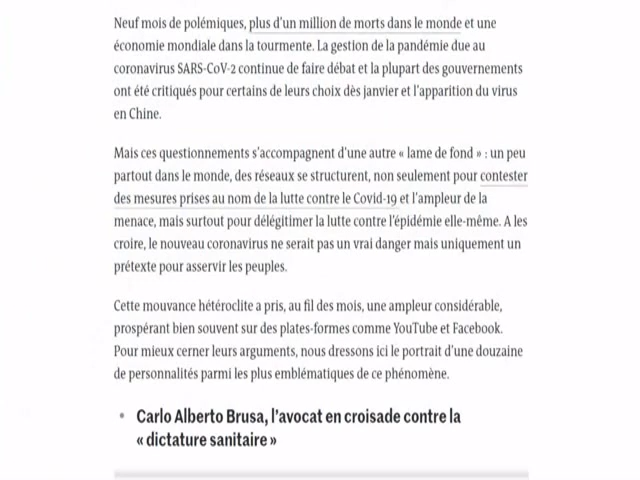 Neuf mois de polémiques, plus d'un million de morts dans le monde et une
économie mondiale dans la tourmente. La gestion de la pandémie due au
coronavirus SARS-CoV-2 continue de faire débat et la plupart des gouvernements
ont été critiqués pour certains de leurs choix dès janvier et l'apparition du virus
en Chine.
Mais ces questionnements s'accompagnent d'une autre « lame de fond » : un peu
partout dans le monde, des réseaux se structurent, non seulement pour contester
des mesures prises au nom de la lutte contre le Covid-19 et l'ampleur de la
menace, mais surtout pour délégitimer la lutte contre l'épidémie elle-même. A les
croire, le nouveau coronavirus ne serait pas un vrai danger mais uniquement un
prétexte pour asservir les peuples.
Cette mouvance hétéroclite a pris, au fil des mois, une ampleur considérable,
prospérant bien souvent sur des plates-formes comme YouTube et Facebook.
Pour mieux cerner leurs arguments, nous dressons ici le portrait d'une douzaine
de personnalités parmi les plus emblématiques de ce phénomène.
• Carlo Alberto Brusa, l'avocat en croisade contre la
« dictature sanitaire »